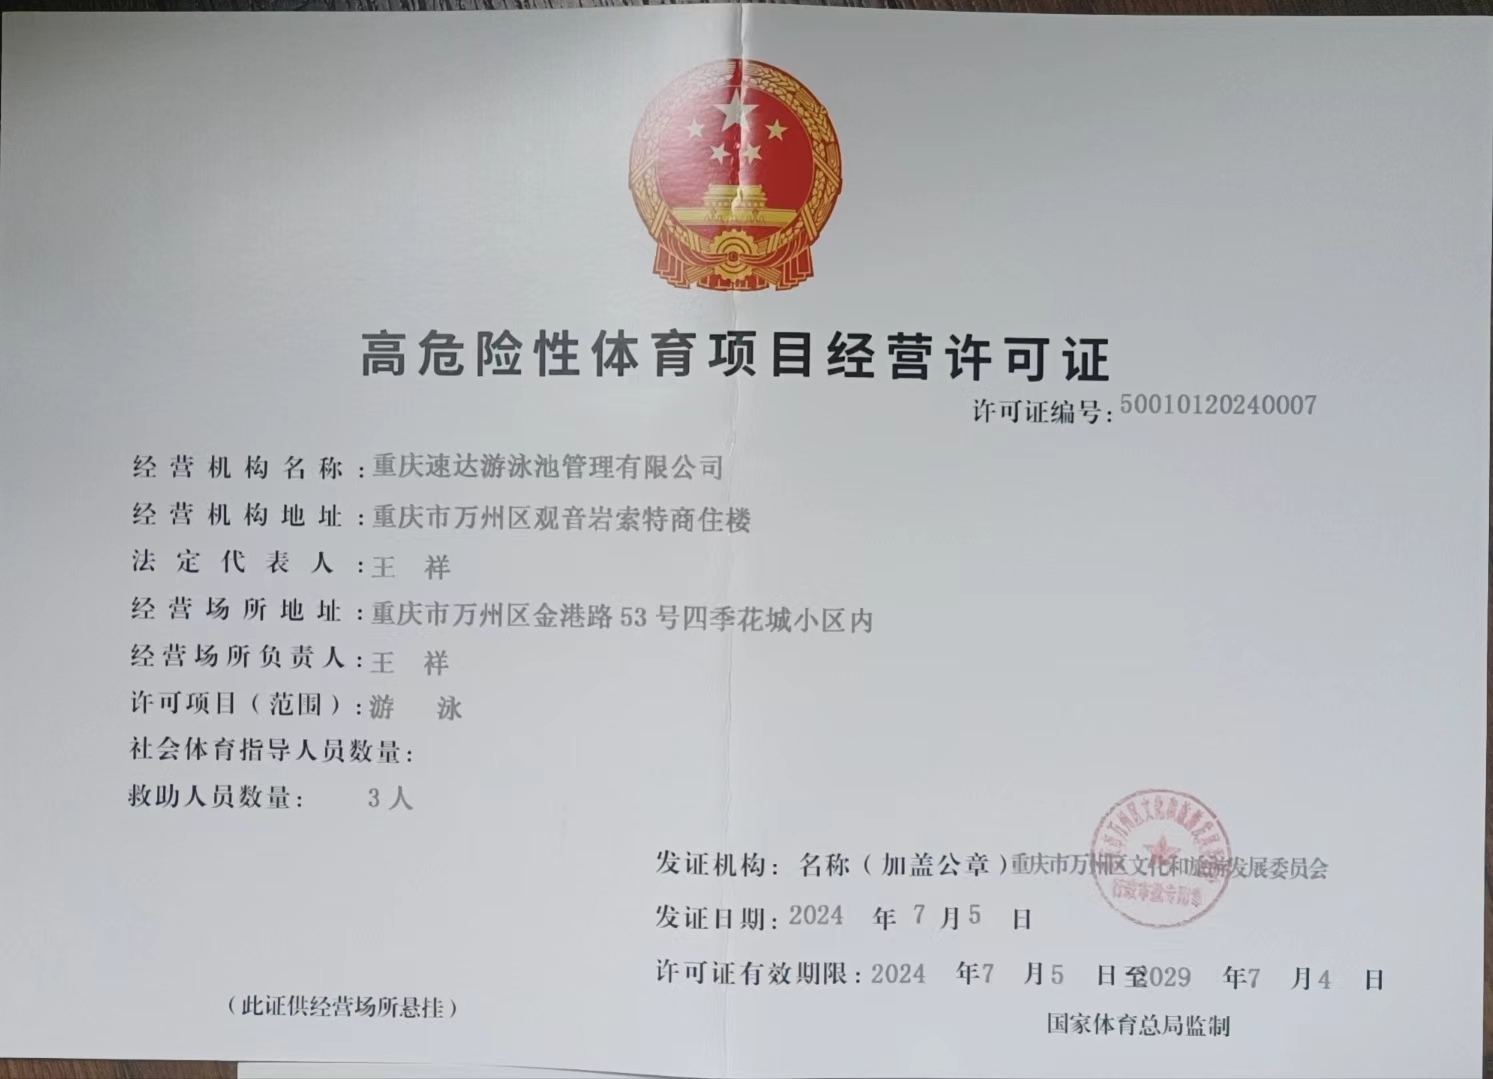 高危险性体育项目经营许可证
许可证编号:50010120240007
经营机构名称:重庆速达游泳池管理有限公司
经营机构地址:重庆市万州区观音岩索特商住楼
法定代表人:王 祥
经营场所地址:重庆市万州区金港路 53 号四季花城小区内
经营场所负责人:王 祥
许可项目(范围):游 泳
社会体育指导人员数量:
救助人员数量: 3人
发证机构: 名称(加盖公章)重庆市万州区文化和旅游发展委员会
发证日期:2024 年 7 月5 日
许可证有效期限:2024 年7 月5 日至2029 年7 月4 日
(此证供经营场所悬挂)
国家体育总局监制